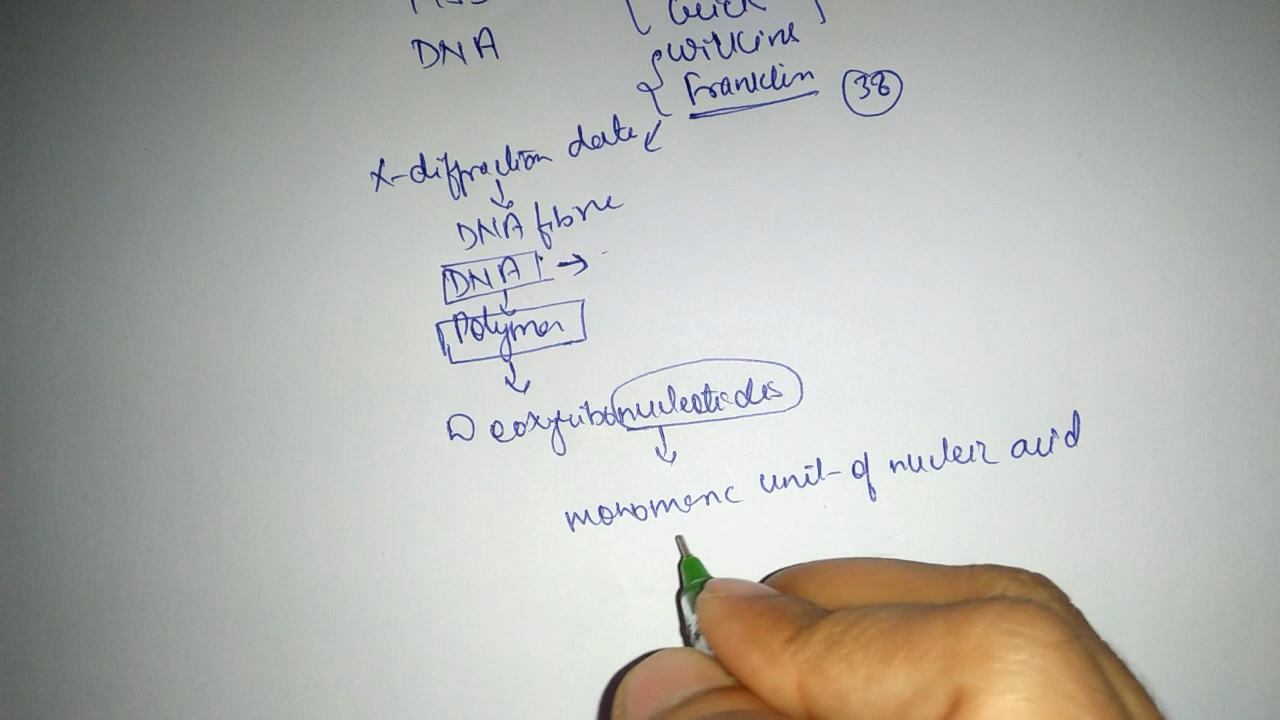 DNA
Wilkins
Franklin 38
X-diffraction data
DNA fibre
DNA
Polymer
Deoxyribonucleotides
monomeric unit of nucleic acid